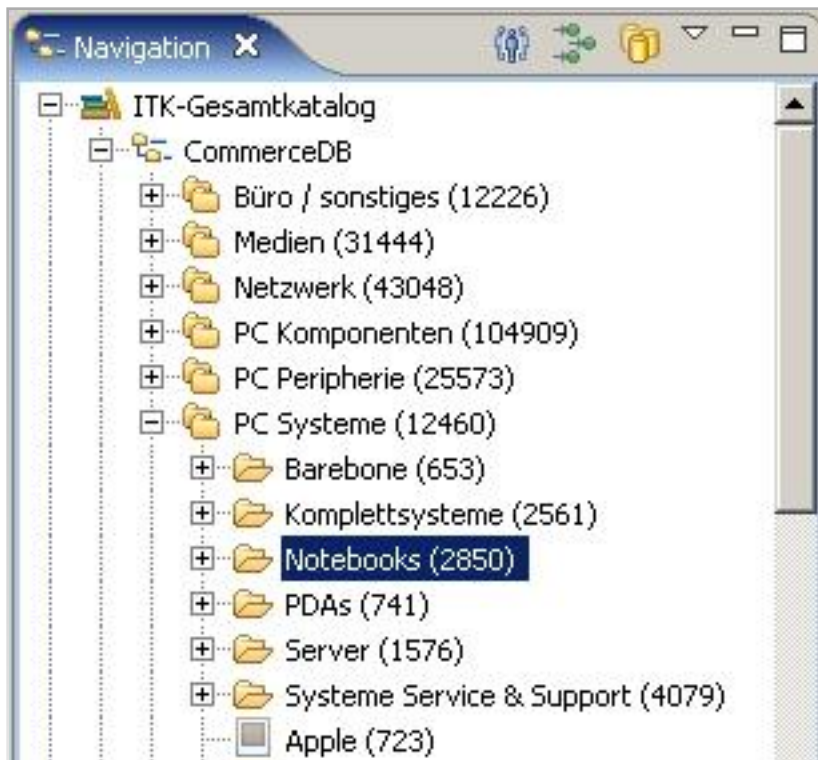 Navigation
ITK-Gesamtkatalog
CommerceDB
Büro / sonstiges (12226)
Medien (31444)
Netzwerk (43048)
PC Komponenten (104909)
PC Peripherie (25573)
PC Systeme (12460)
Barebone (653)
Komplettsysteme (2561)
Notebooks (2850)
PDAs (741)
Server (1576)
Systeme Service & Support (4079)
Apple (723)